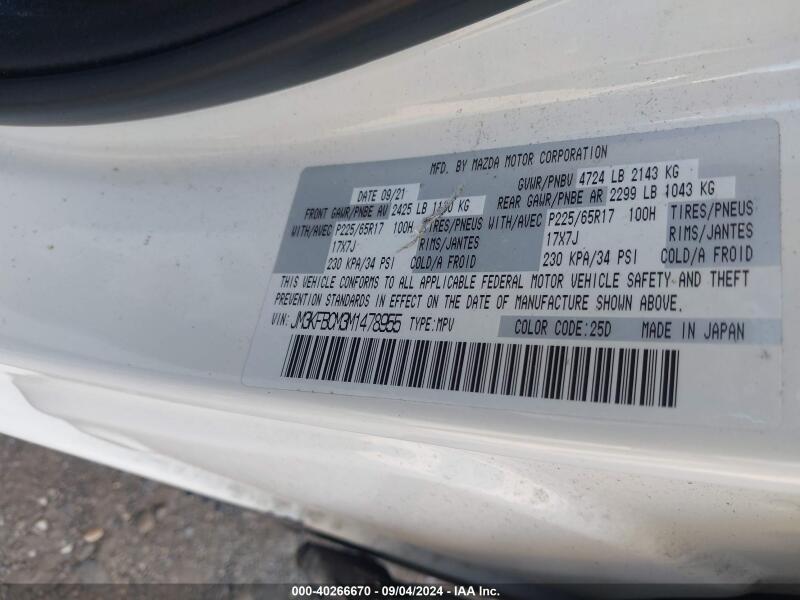 MFD. BY MAZDA MOTOR CORPORATION
DATE 09/21 GVWR/PNBV 4724 LB 2143 KG
FRONT GAWR/PNBE AV 2425 LB KG REAR GAWR/PNBE AR 2299 LB 1043 KG
WITH/AVEC P225/65R17 100H TIRES/PNEUS WITH/AVEC P225/65R17 100H TIRES/PNEUS
17X7J RIMS/JANTES 17X7J RIMS/JANTES
230 KPA/34 PSI COLD/A FROID 230 KPA/34 PSI COLD/A FROID
THIS VEHICLE CONFORMS TO ALL APPLICABLE FEDERAL MOTOR VEHICLE SAFETY AND THEFT
PREVENTION STANDARDS IN EFFECT ON THE DATE OF MANUFACTURE SHOWN ABOVE.
VIN: JM3KFBCM3M1478955 TYPE:MPV COLOR CODE:25D MADE IN JAPAN
000-40266670 - 09/04/2024 - IAA Inc.